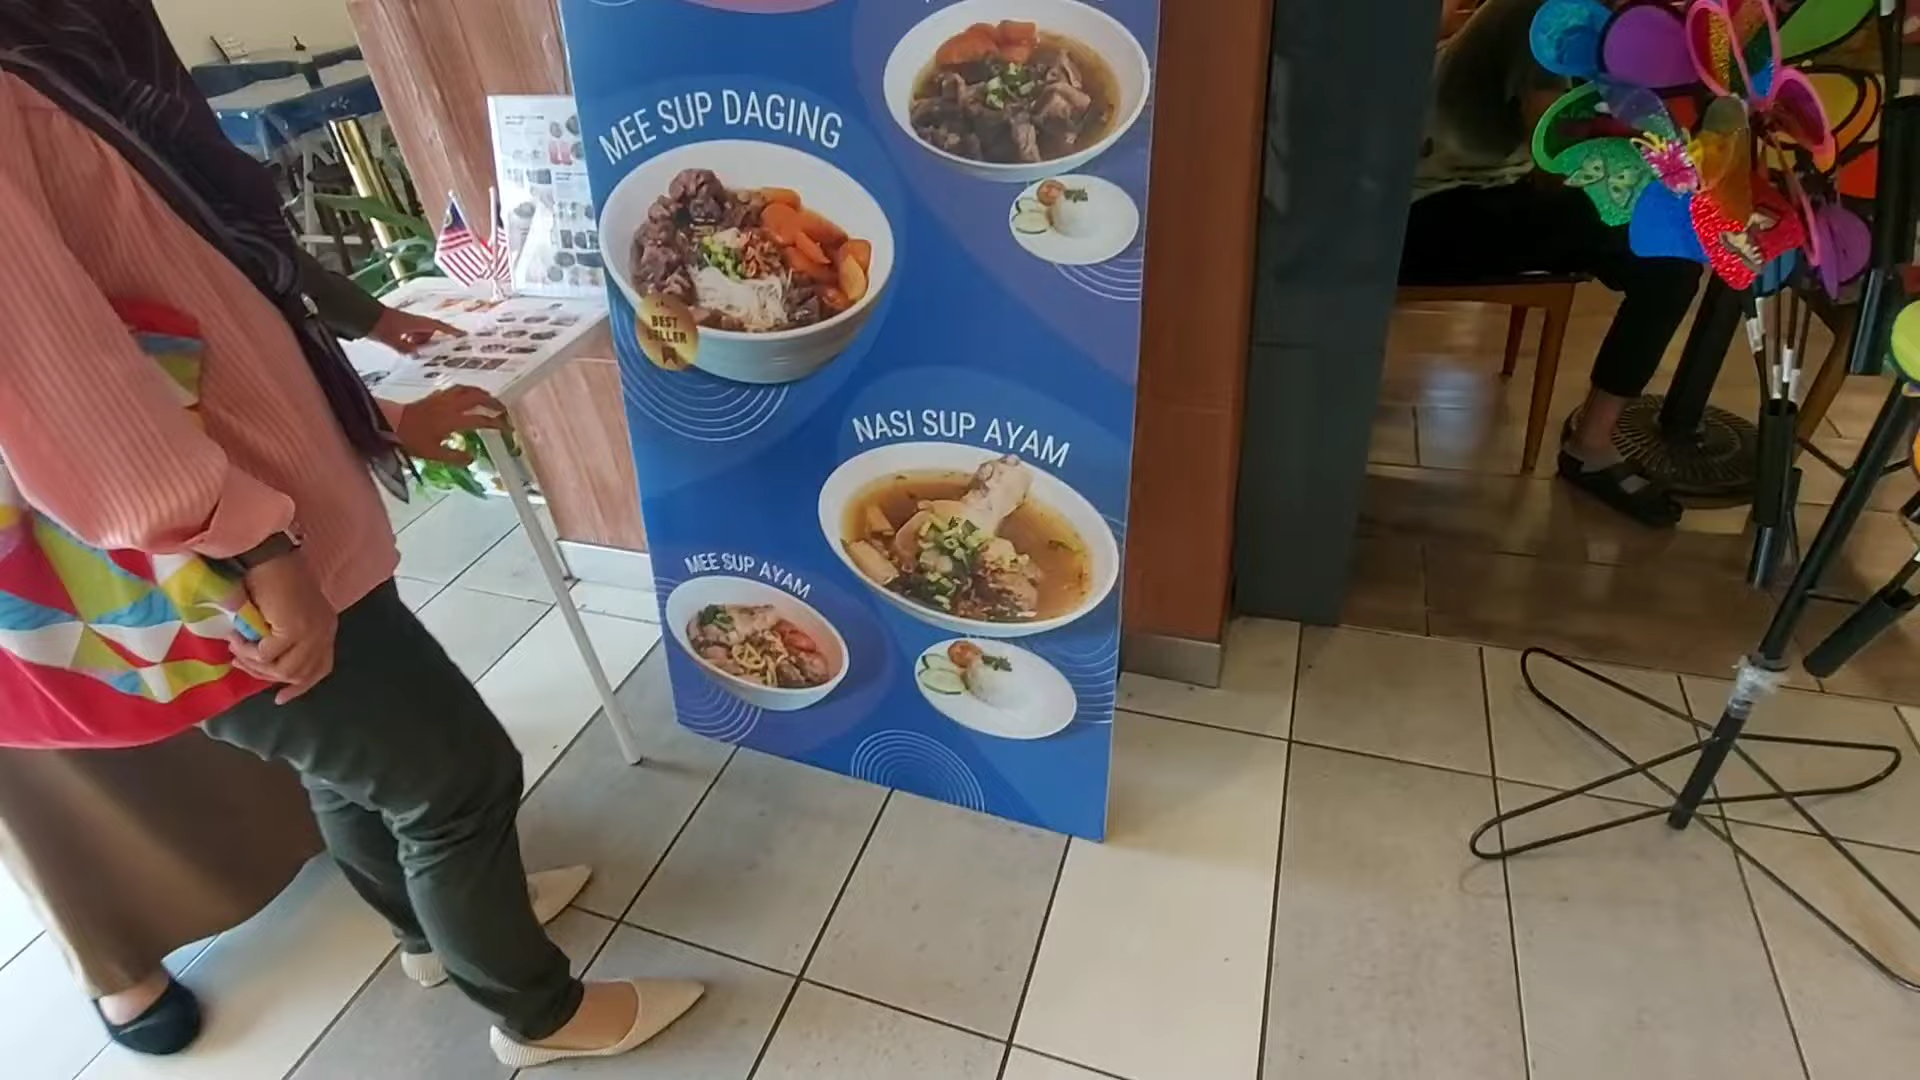 MEE SUP DAGING
BEST
SELLER
NASI SUP AYAM
MEE SUP AYAM